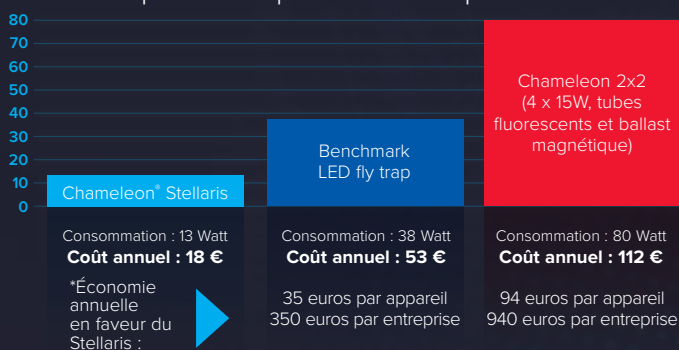 80
70
60
50
40
30
20
10
0
Chameleon® Stellaris
Benchmark
LED fly trap
Chameleon 2x2
(4 x 15W, tubes
fluorescents et ballast
magnétique)
Consommation : 13 Watt
Coût annuel : 18 €
*Économie
annuelle
en faveur du
Stellaris :
Consommation : 38 Watt
Coût annuel : 53 €
35 euros par appareil
350 euros par entreprise
Consommation : 80 Watt
Coût annuel : 112 €
94 euros par appareil
940 euros par entreprise